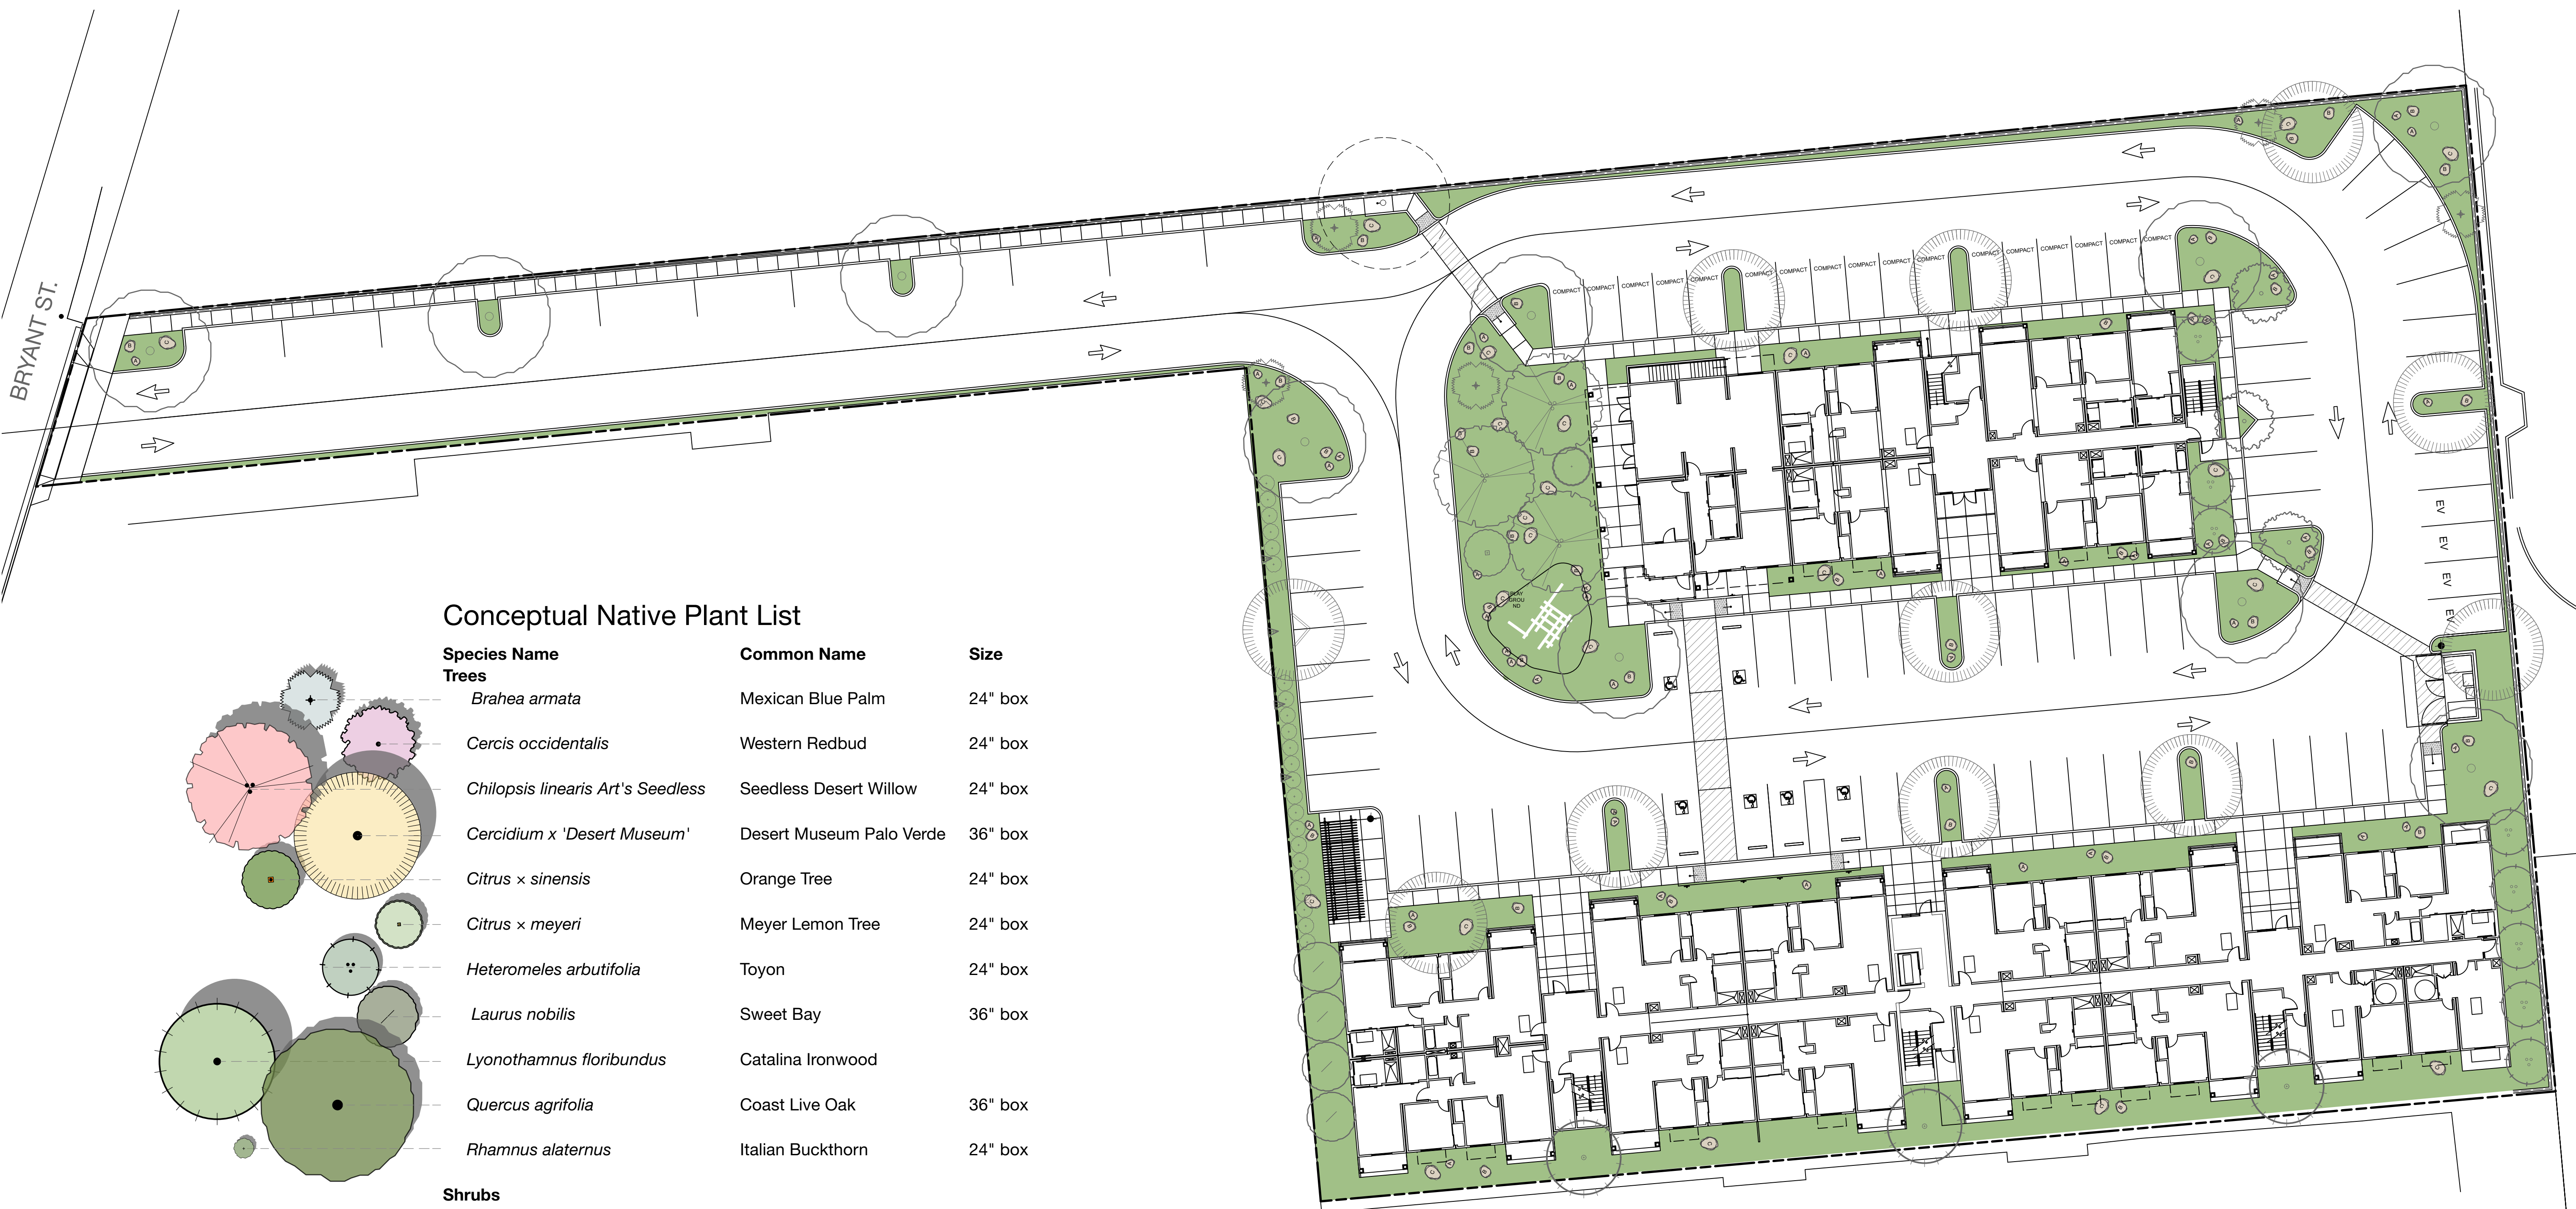 BRYANT ST.
COMPACT COMPACT COMPACT COMPACT COMPACT COMPACT COMPACT COMPACT COMPACT COMPACT COMPACT COMPACT COMPACT COMPACT COMPACT COMPACT COMPACT COMPACT
EV
EV
EV
EV
PLAY
GROU
ND
Conceptual Native Plant List
Species Name Common Name Size
Trees
Brahea armata Mexican Blue Palm 24" box
Cercis occidentalis Western Redbud 24" box
Chilopsis linearis Art's Seedless Seedless Desert Willow 24" box
Cercidium x 'Desert Museum' Desert Museum Palo Verde 36" box
Citrus × sinensis Orange Tree 24" box
Citrus × meyeri Meyer Lemon Tree 24" box
Heteromeles arbutifolia Toyon 24" box
Laurus nobilis Sweet Bay 36" box
Lyonothamnus floribundus Catalina Ironwood
Quercus agrifolia Coast Live Oak 36" box
Rhamnus alaternus Italian Buckthorn 24" box
Shrubs